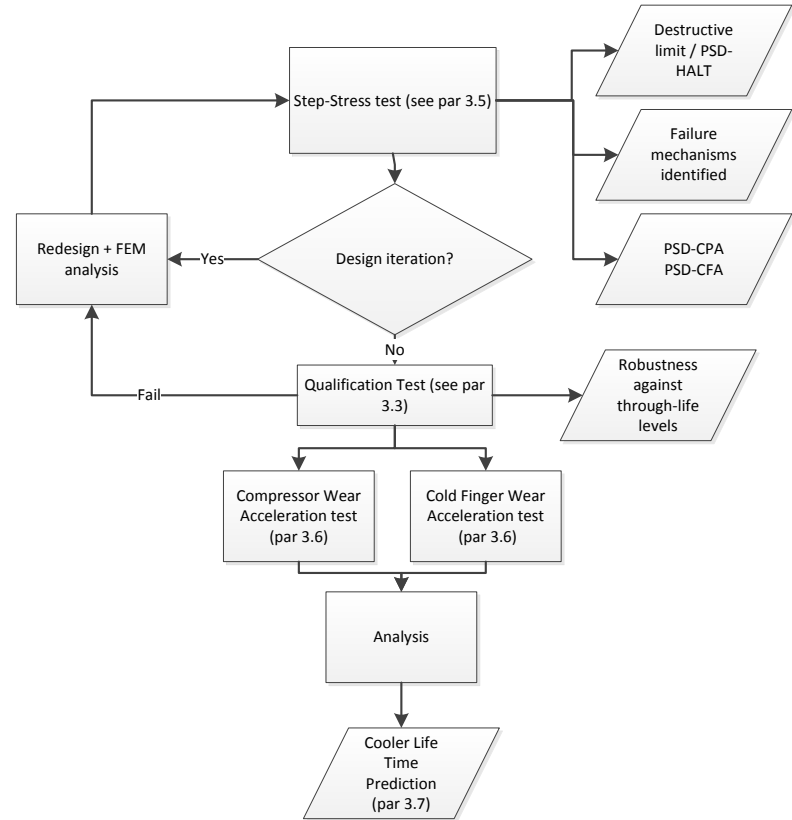 Destructive
limit / PSD-
HALT
Step-Stress test (see par 3.5)
Failure
mechanisms
identified
Redesign + FEM
analysis
Yes
Design iteration?
PSD-CPA
PSD-CFA
No
Fail
Qualification Test (see par
3.3)
Robustness
against
through-life
levels
Compressor Wear
Acceleration test
(par 3.6)
Cold Finger Wear
Acceleration test
(par 3.6)
Analysis
Cooler Life
Time
Prediction
(par 3.7)